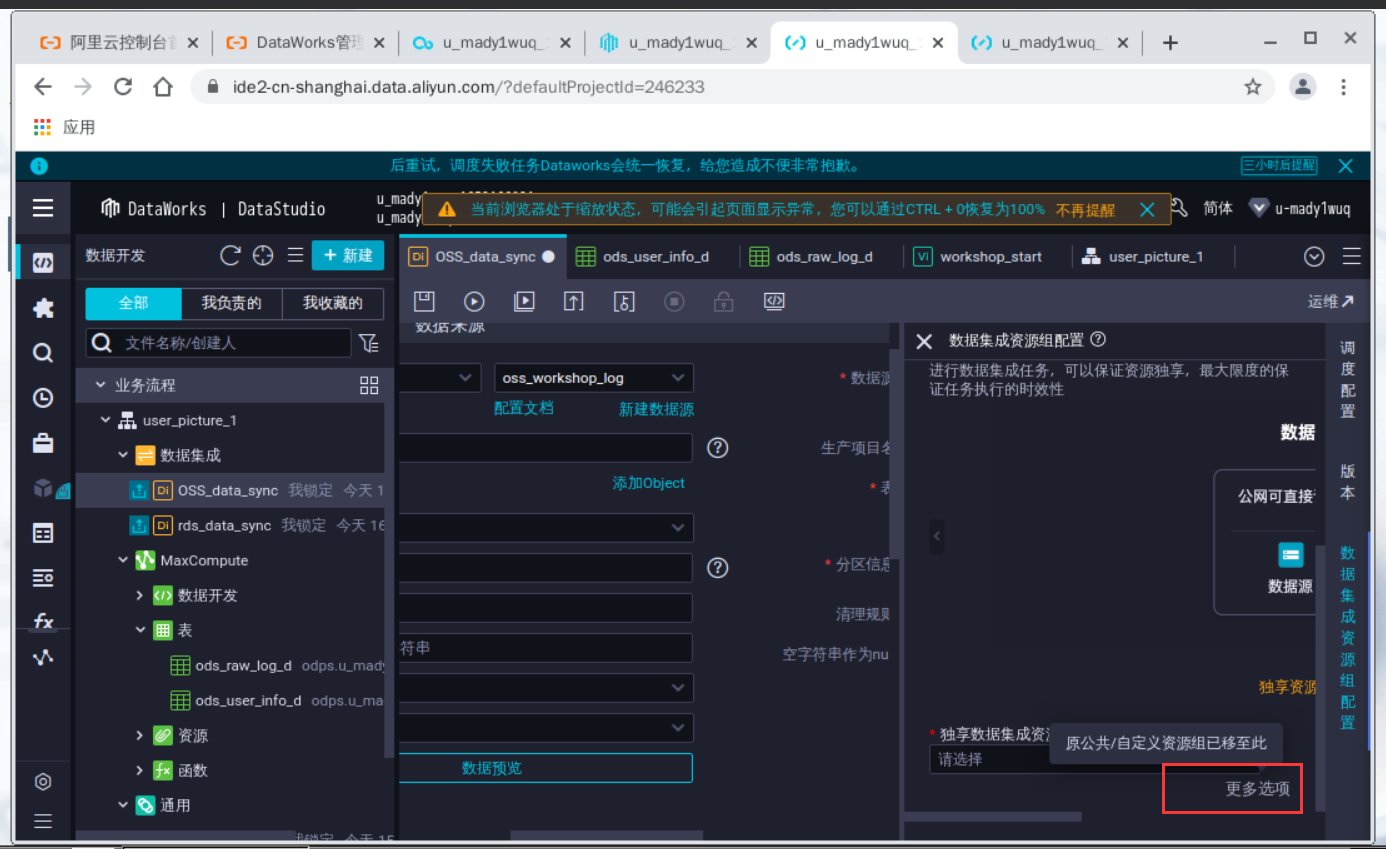 阿里云控制台首
DataWorks管理
u_mady1wuq_
u_mady1wuq_
u_mady1wuq_
u_mady1wuq_
ide2-cn-shanghai.data.aliyun.com/?defaultProjectId=246233
应用
后重试，调度失败任务Dataworks会统一恢复，给您造成不便非常抱歉。
三小时后提醒
DataWorks | DataStudio
u_mady
u_mady
当前浏览器处于缩放状态，可能会引起页面显示异常，您可以通过CTRL + 0恢复为100%
不再提醒
简体
u-mady1wuq
数据开发
+ 新建
Di OSS_data_sync
ods_user_info_d
ods_raw_log_d
VI workshop_start
user_picture_1
全部
我负责的
我收藏的
运维
文件名称/创建人
数据来源
数据集成资源组配置
进行数据集成任务，可以保证资源独享，最大限度的保
证任务执行的时效性
业务流程
user_picture_1
数据集成
Di OSS_data_sync 我锁定 今天 1
Di rds_data_sync 我锁定 今天 16
MaxCompute
数据开发
表
ods_raw_log_d odps.u_mady
ods_user_info_d odps.u_ma
资源
fx 函数
通用
我锁定 今天 15
oss_workshop_log
* 数据源
配置文档
新建数据源
生产项目名
添加Object
* 表
* 分区信息
清理规则
符串
空字符串作为nu
数据预览
数据
公网可直接
数据源
独享资源
* 独享数据集成资
原公共/自定义资源组已移至此
请选择
更多选项
调度配置
版本
数据集成资源组配置
fx